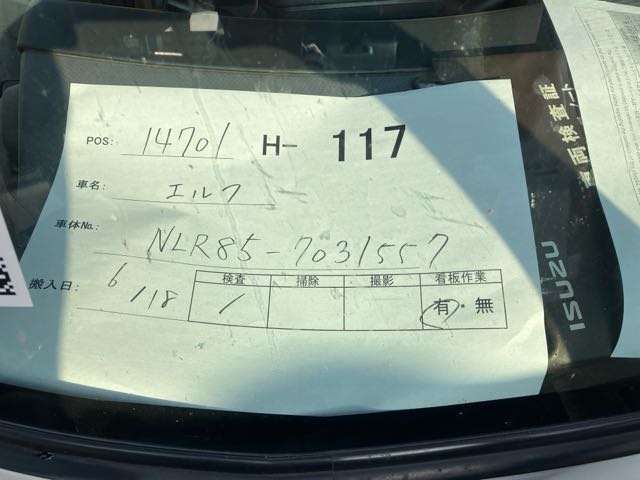 POS: 14701 H- 117
車名: エルフ
車体No.: NLR85-7031557
搬入日: 6/18
検査 掃除 撮影 看板作業
/ 有・無
車両検査証
ISUZU